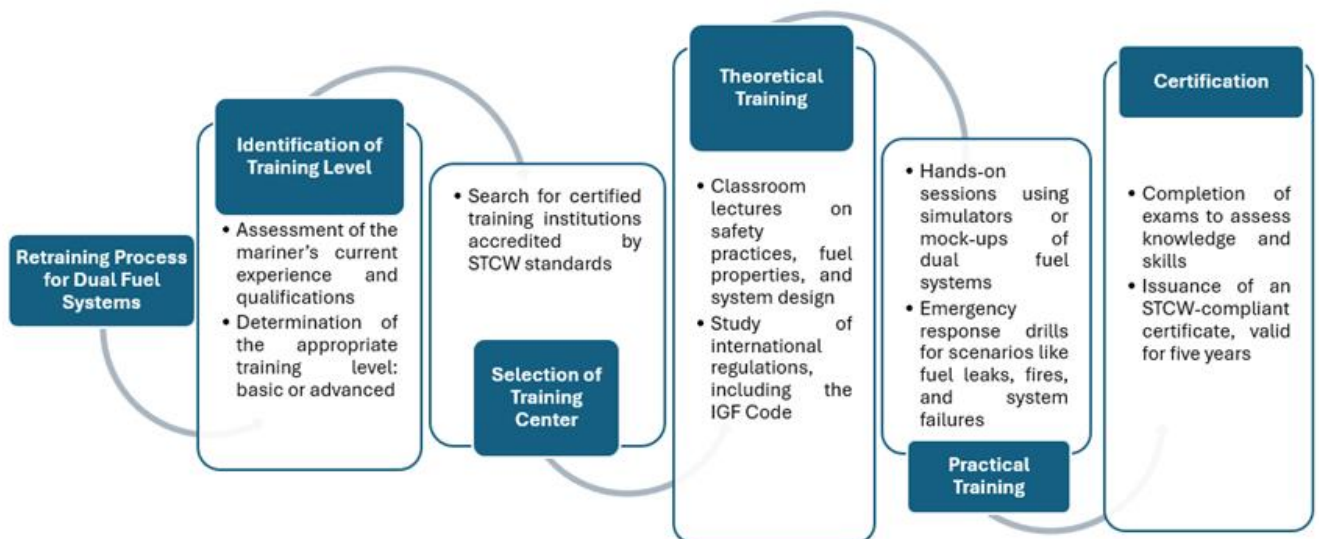 Retraining Process
for Dual Fuel
Systems
Identification of
Training Level
• Assessment of the
mariner's current
experience and
qualifications
• Determination of
the appropriate
training level:
basic or advanced
• Search for certified
training institutions
accredited by
STCW standards
Selection of
Training
Center
Theoretical
Training
• Classroom
lectures on
safety
practices, fuel
properties, and
system design
• Study of
international
regulations,
including the
IGF Code
• Hands-on
sessions using
simulators or
mock-ups of
dual fuel
systems
• Emergency
response drills
for scenarios like
fuel leaks, fires,
and system
failures
Practical
Training
Certification
• Completion of
exams to assess
knowledge and
skills
• Issuance of an
STCW-compliant
certificate, valid
for five years